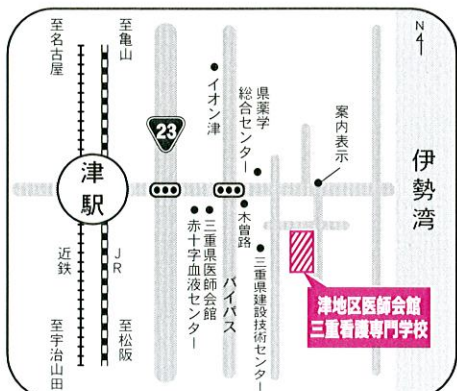 至名古屋
至亀山
23
イオン津
県薬学
総合センター
案内表示
N
4
伊勢湾
津駅
近鉄
JR
三重県医師会館
赤十字血液センター
バイパス
木曽路
三重県建設技術センター
津地区医師会館
三重看護専門学校
至宇治山田
至松阪